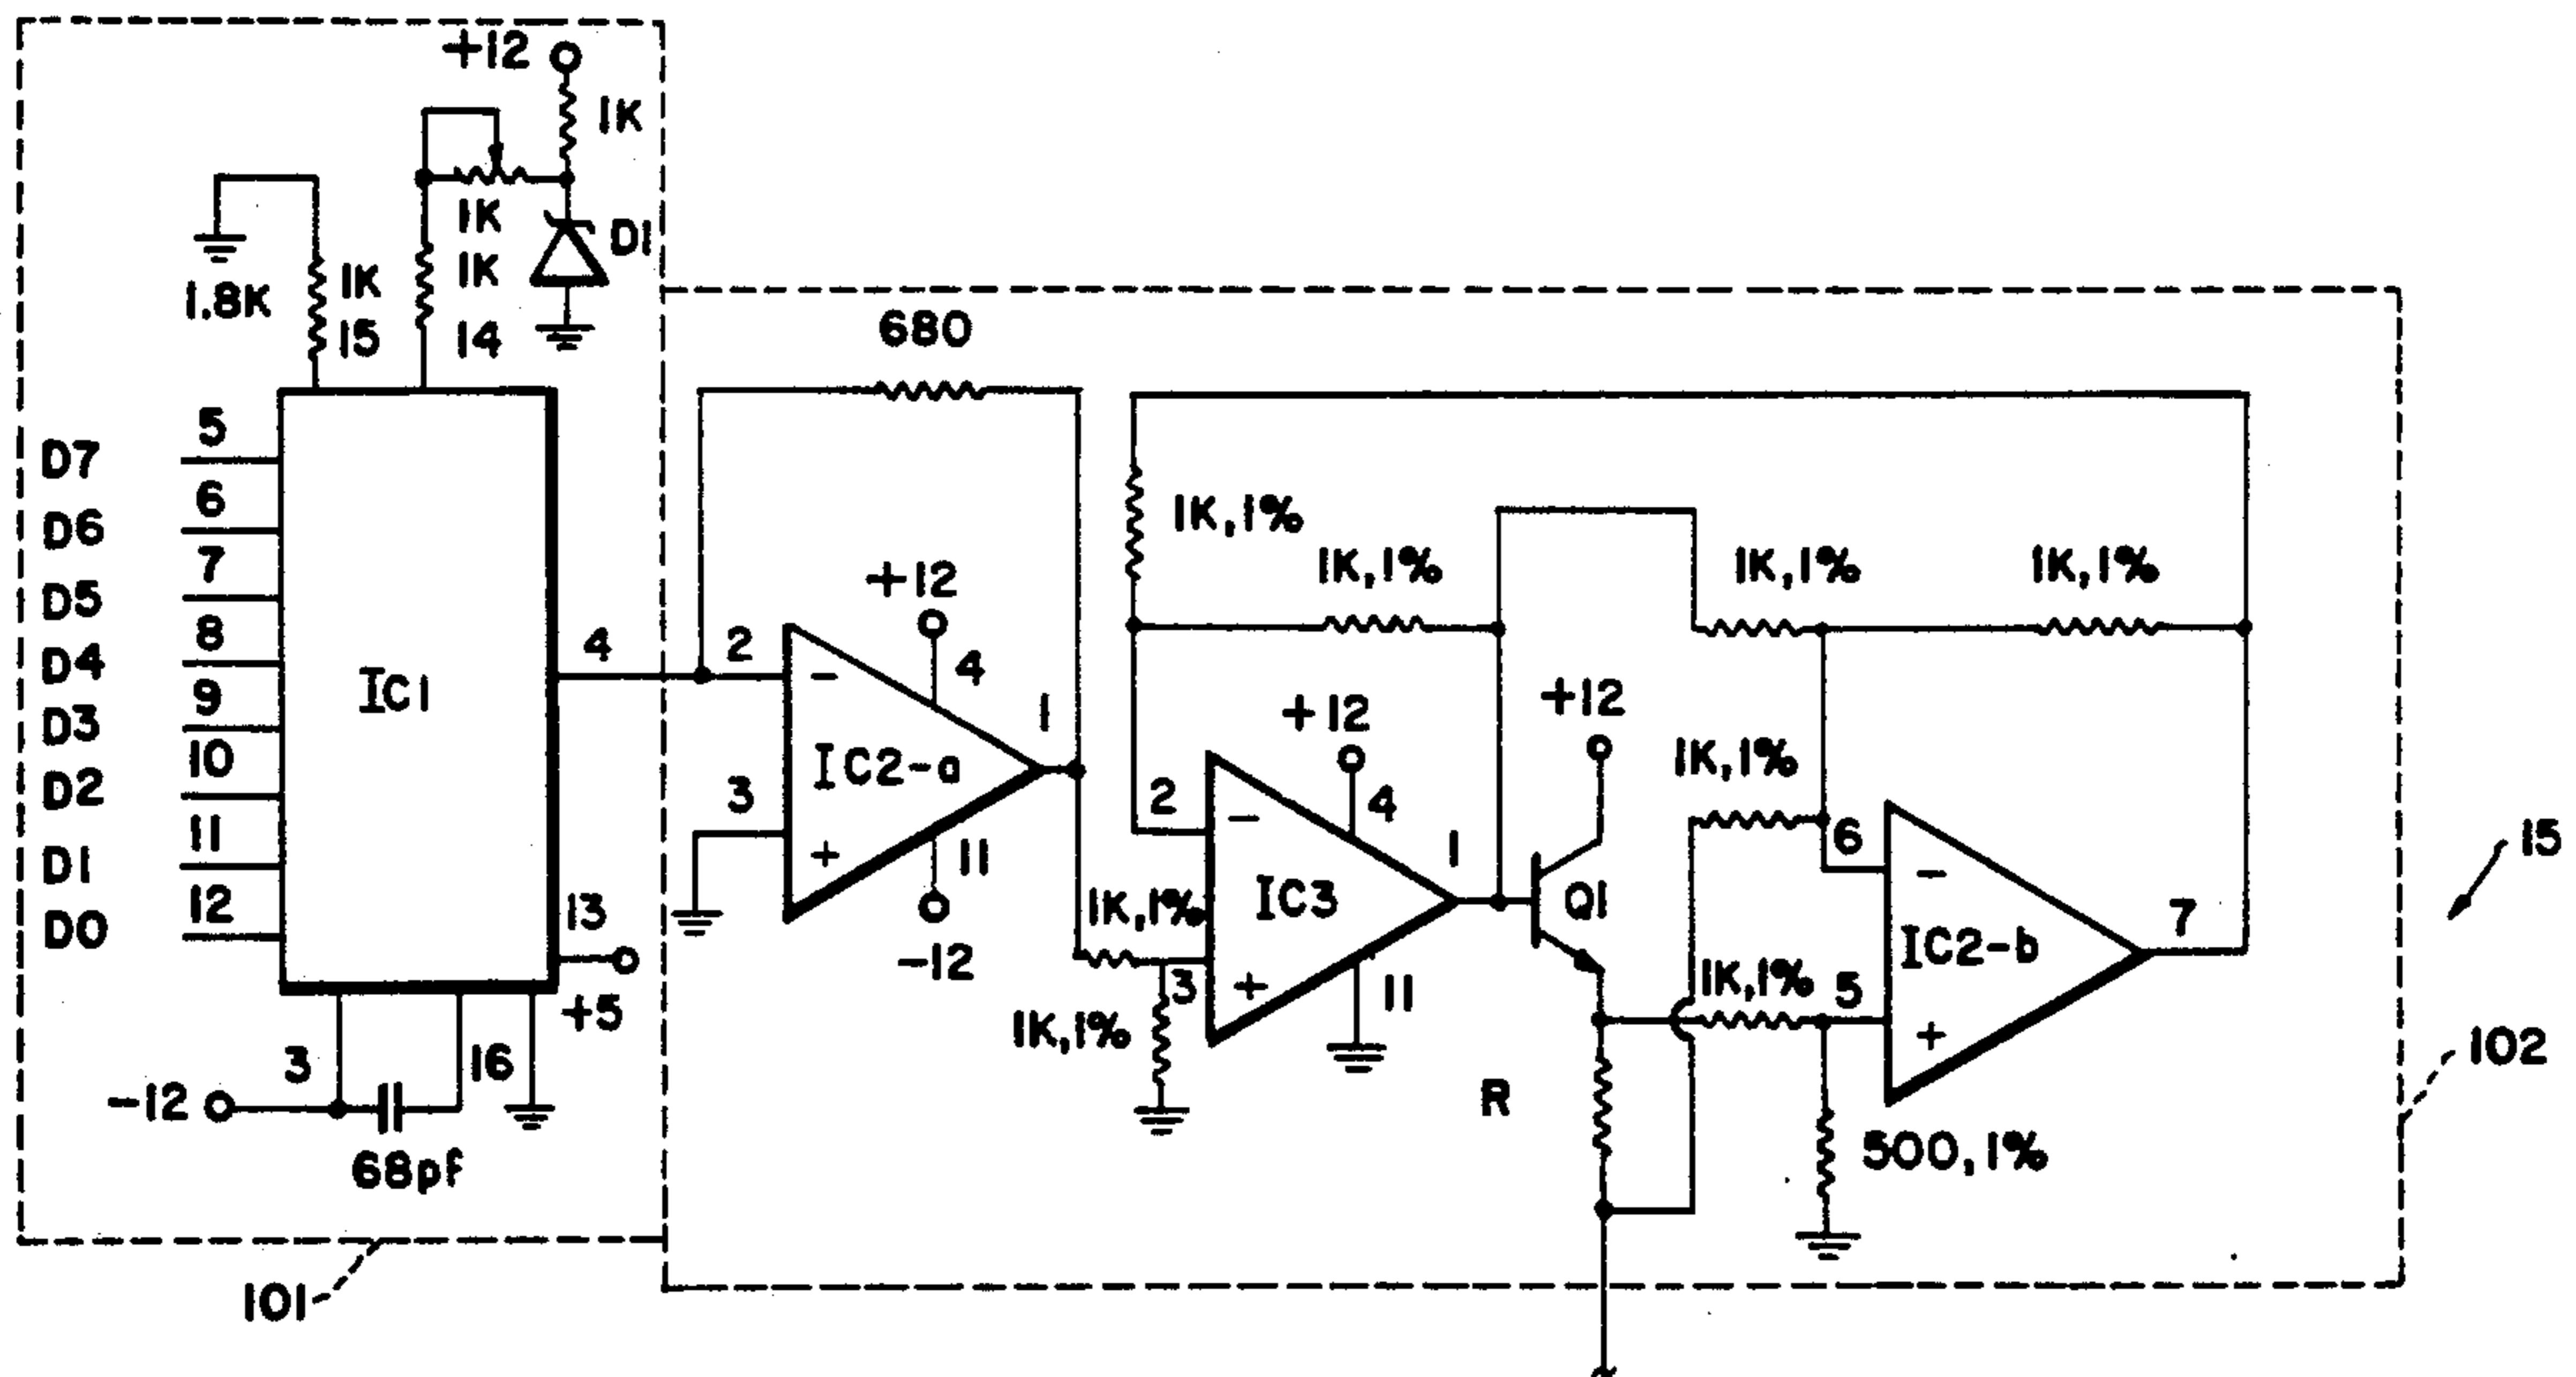 +12
1K
1K
D1
1.8K
1K
1K
15
14
680
5
D7
6
D6
7
D5
8
D4
9
D3
10
D2
11
D1
12
D0
IC1
4
13
+5
3
16
-12
68pf
101
2
3
+12
4
IC2-a
1
11
-12
1K,1%
1K,1%
1K,1%
1K,1%
1K,1%
1K,1%
2
3
+12
4
IC3
1
11
+12
Q1
1K,1%
1K,1%
R
6
5
IC2-b
7
500,1%
15
102
-
+
-
+
-
+